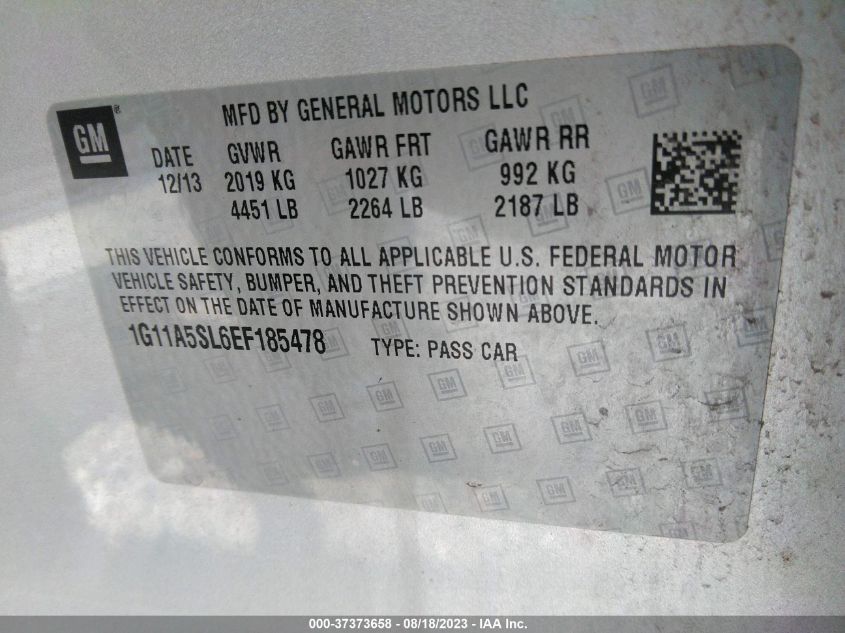 GM®
MFD BY GENERAL MOTORS LLC
DATE GVWR GAWR FRT GAWR RR
12/13 2019 KG 1027 KG 992 KG
4451 LB 2264 LB 2187 LB
THIS VEHICLE CONFORMS TO ALL APPLICABLE U.S. FEDERAL MOTOR
VEHICLE SAFETY, BUMPER, AND THEFT PREVENTION STANDARDS IN
EFFECT ON THE DATE OF MANUFACTURE SHOWN ABOVE.
1G11A5SL6EF185478 TYPE: PASS CAR
000-37373658 - 08/18/2023 - IAA Inc.